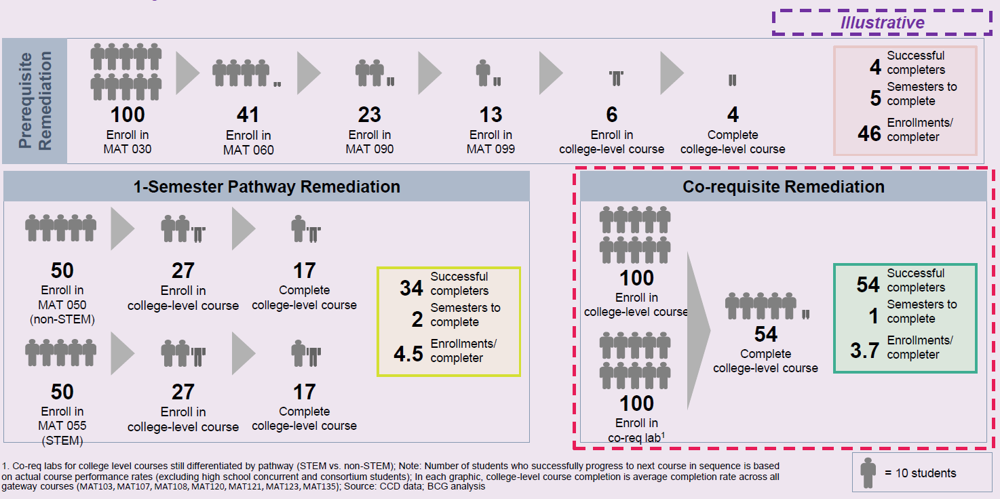 Illustrative
Prerequisite
Remediation
100
Enroll in
MAT 030
41
Enroll in
MAT 060
23
Enroll in
MAT 090
13
Enroll in
MAT 099
6
Enroll in
college-level course
4
Complete
college-level course
4 Successful
completers
5 Semesters to
complete
46 Enrollments/
completer
1-Semester Pathway Remediation
50
Enroll in
MAT 050
(non-STEM)
27
Enroll in
college-level course
17
Complete
college-level course
50
Enroll in
MAT 055
(STEM)
27
Enroll in
college-level course
17
Complete
college-level course
34 Successful
completers
2 Semesters to
complete
4.5 Enrollments/
completer
Co-requisite Remediation
100
Enroll in
college-level course
100
Enroll in
co-req lab1
54
Complete
college-level course
54 Successful
completers
1 Semesters to
complete
3.7 Enrollments/
completer
1. Co-req labs for college level courses still differentiated by pathway (STEM vs. non-STEM); Note: Number of students who successfully progress to next course in sequence is based
on actual course performance rates (excluding high school concurrent and consortium students); In each graphic, college-level course completion is average completion rate across all
gateway courses (MAT103, MAT107, MAT108, MAT120, MAT121, MAT123, MAT135); Source: CCD data; BCG analysis
= 10 students